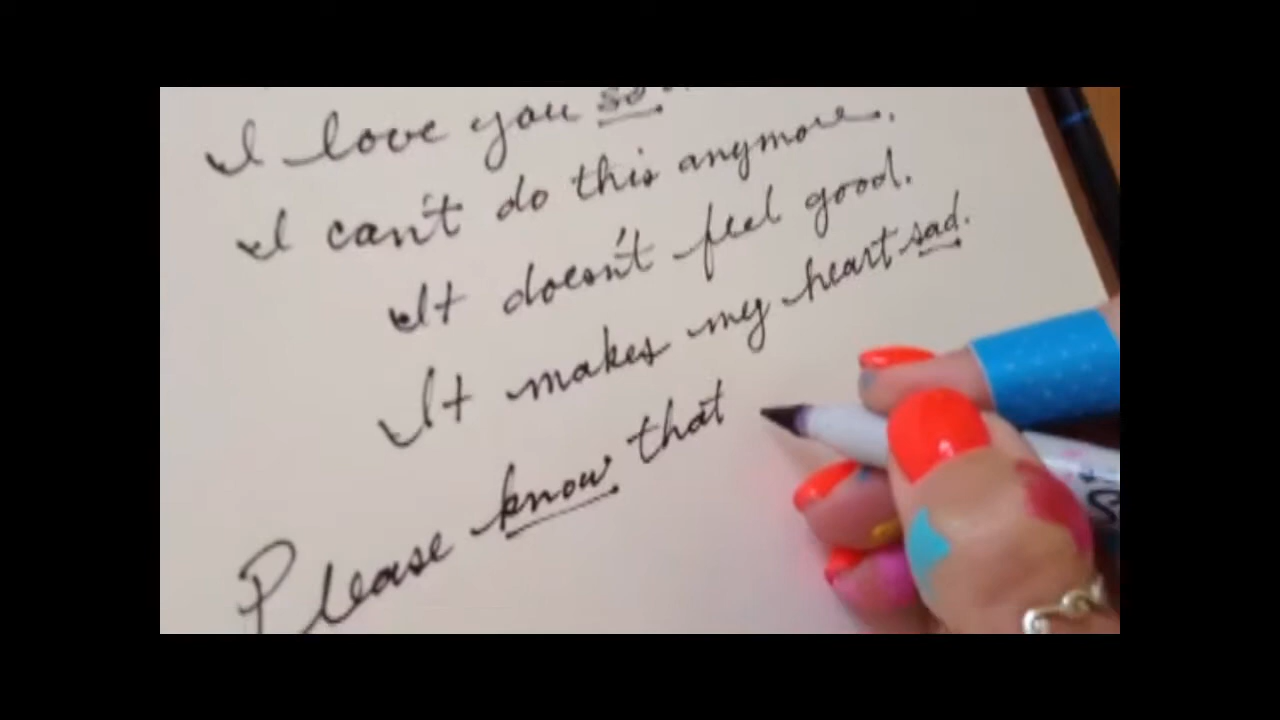 I love you so
I can't do this anymore.
It doesn't feel good.
It makes my heart sad.
Please know that